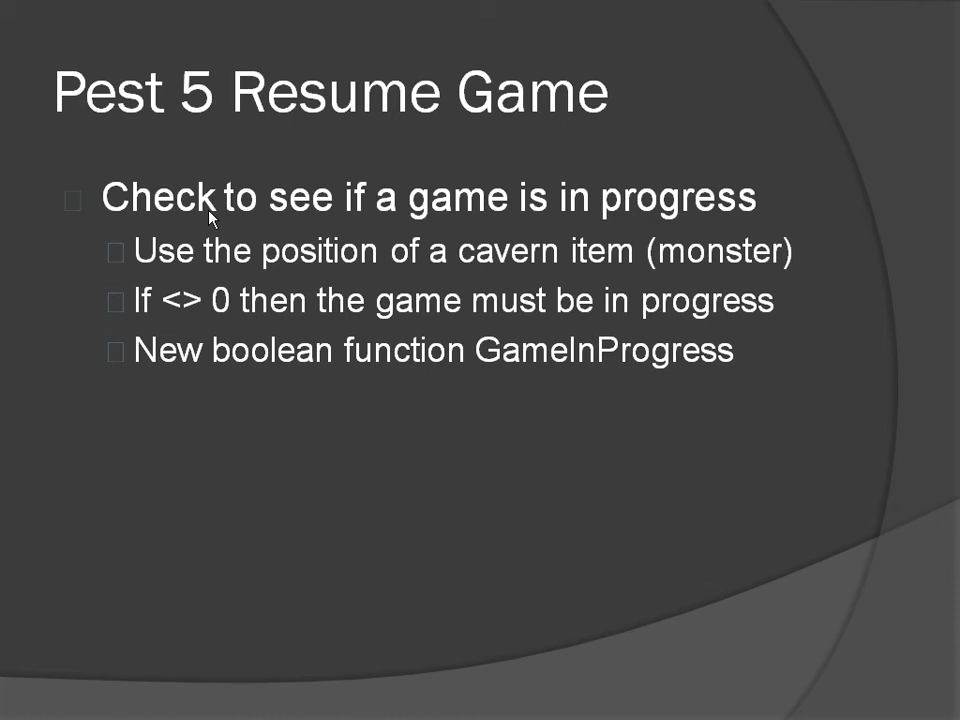 Pest 5 Resume Game
Check to see if a game is in progress
Use the position of a cavern item (monster)
If <> 0 then the game must be in progress
New boolean function GameInProgress